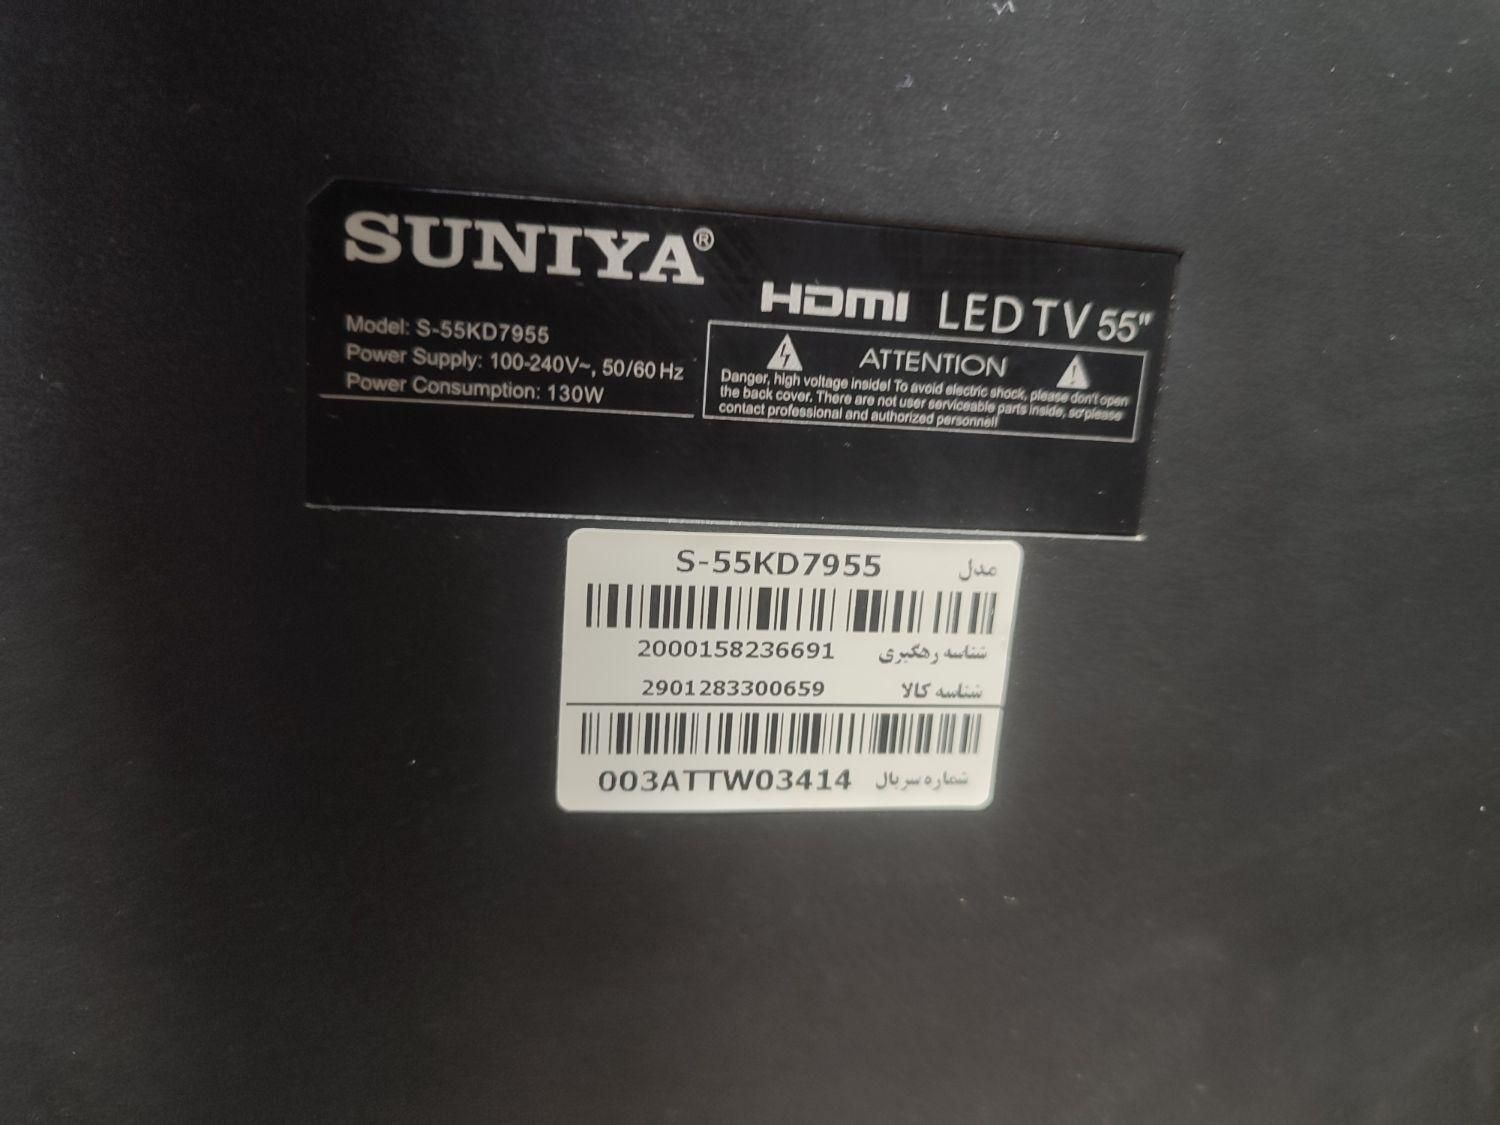 SUNIYA®
HDMI LED TV 55"
Model: S-55KD7955
Power Supply: 100-240V~, 50/60 Hz
Power Consumption: 130W
ATTENTION
Danger, high voltage inside! To avoid electric shock, please don't open
the back cover. There are not user serviceable parts inside, so please
contact professional and authorized personnel!
S-55KD7955 مدل
2000158236691 شناسه رهگیری
2901283300659 شناسه کالا
003ATTW03414 شماره سریال